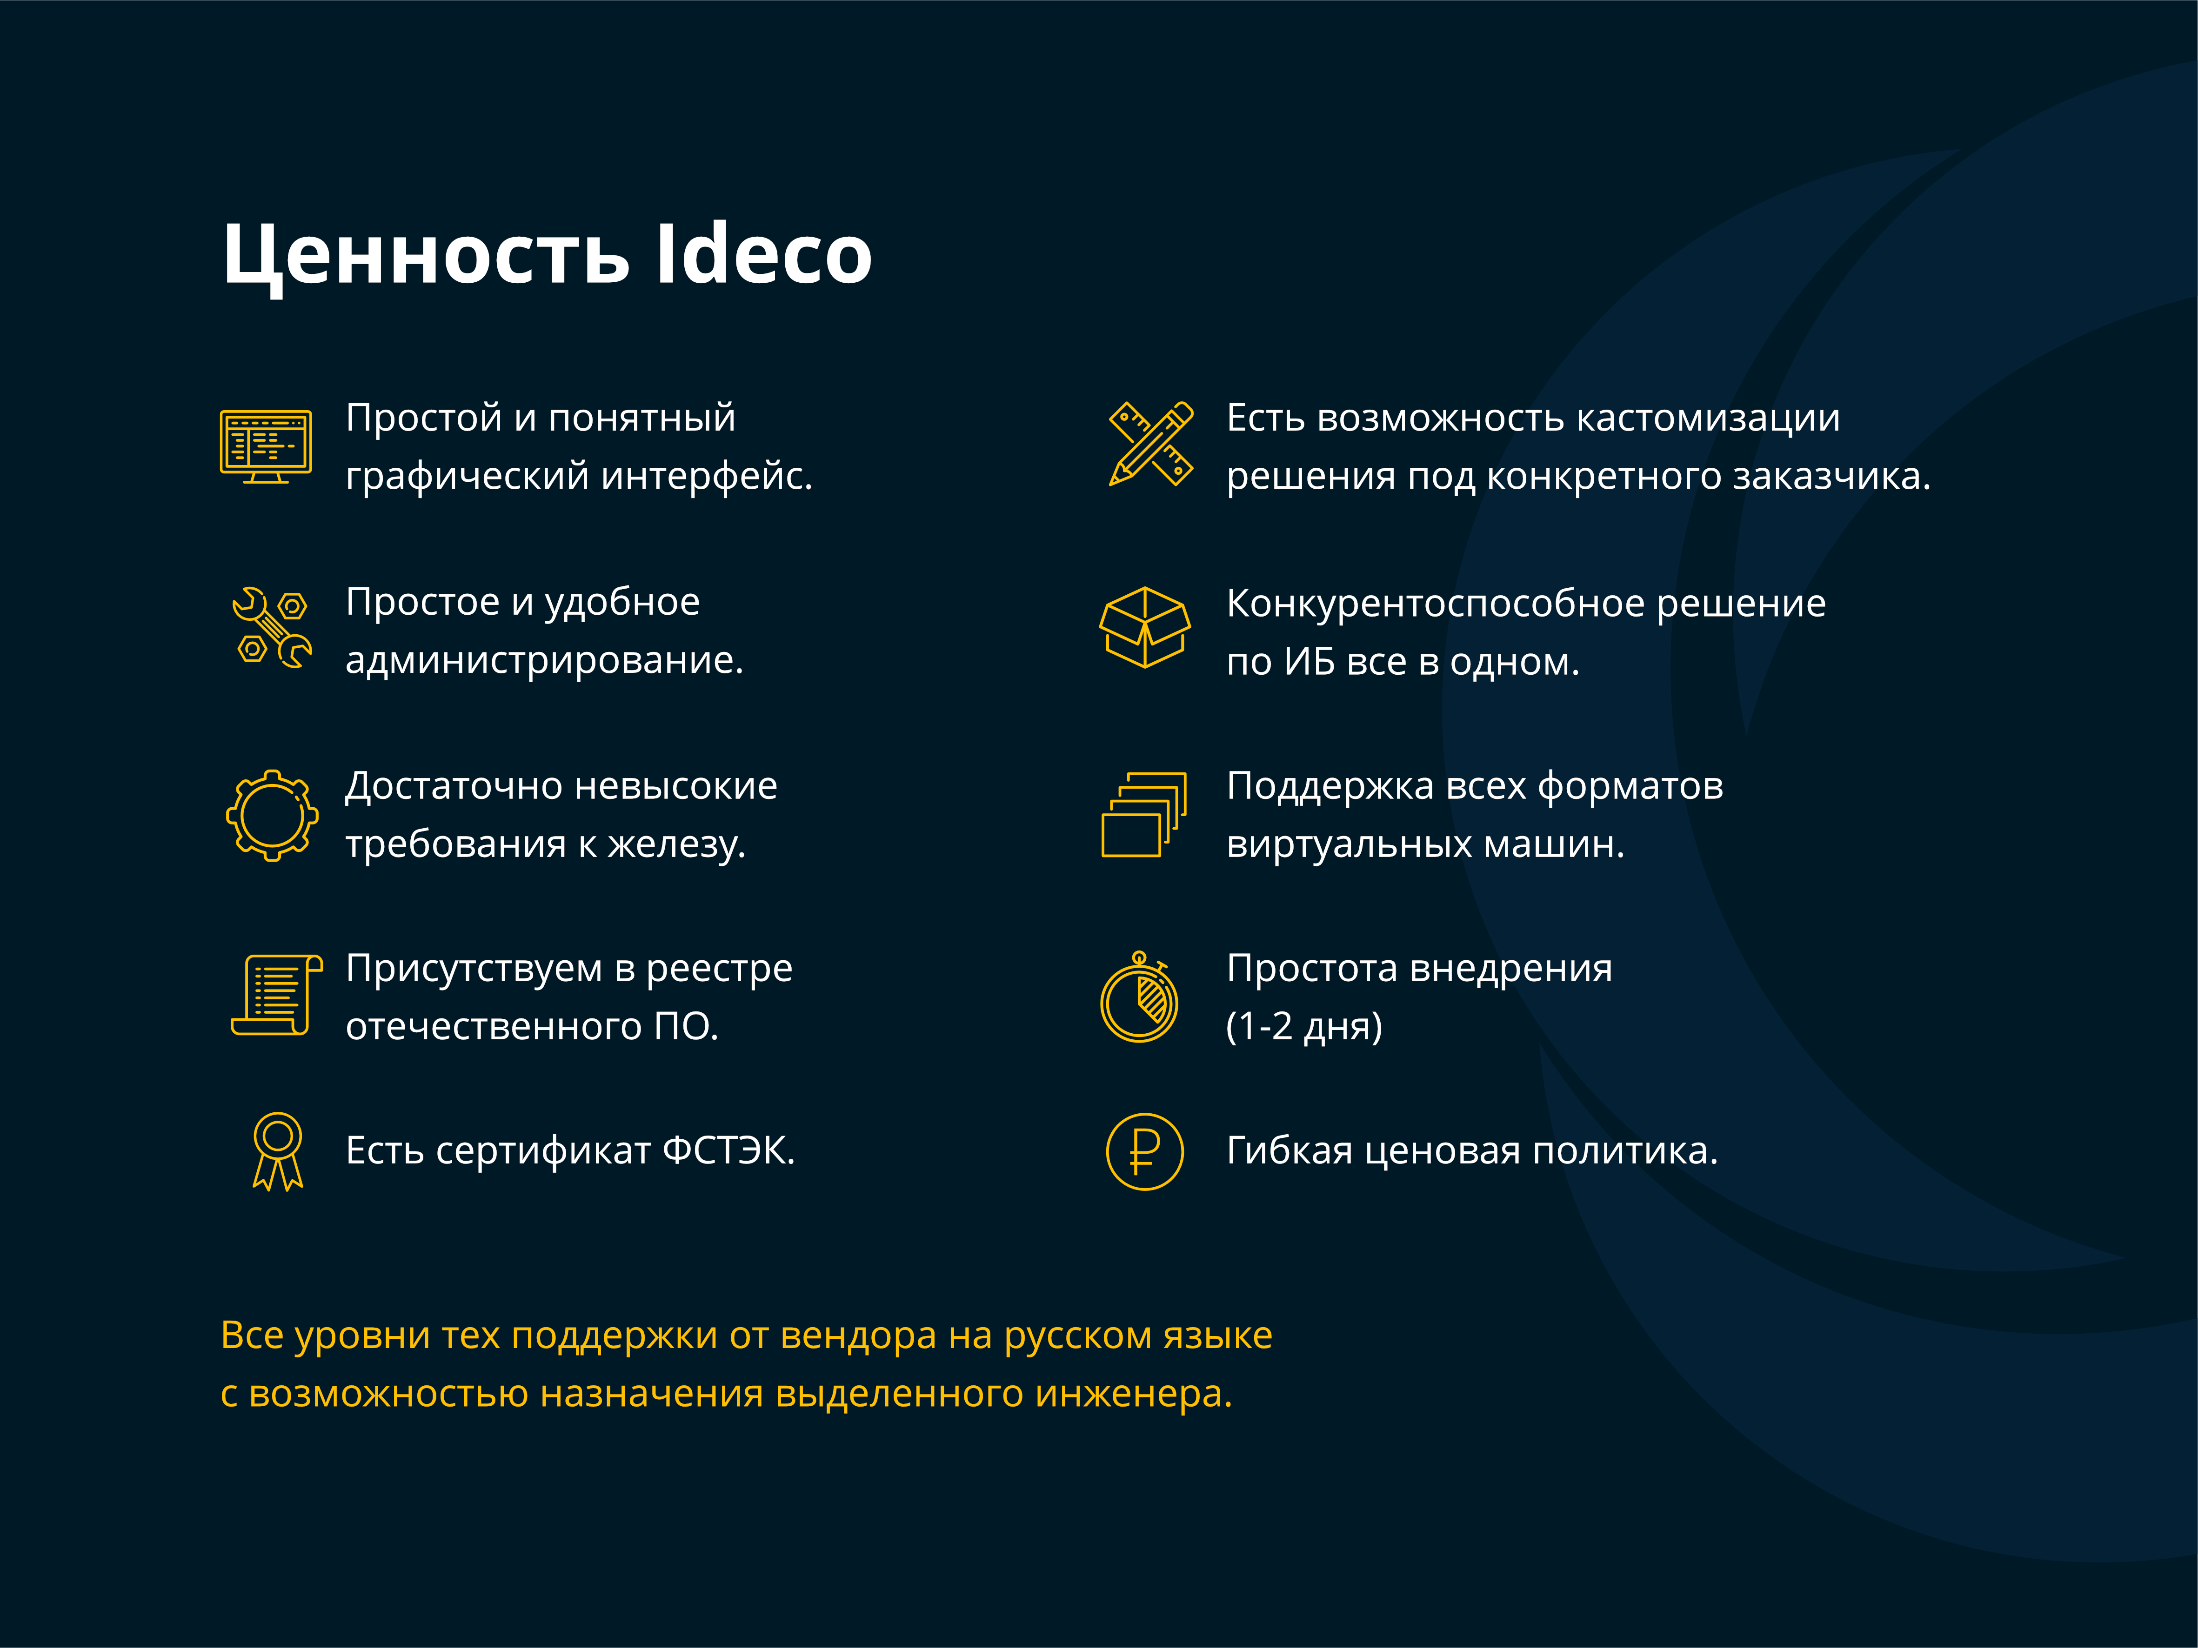 Ценность Ideco
Простой и понятный
графический интерфейс.
Простое и удобное
администрирование.
Достаточно невысокие
требования к железу.
Присутствуем в реестре
отечественного ПО.
Есть сертификат ФСТЭК.
Есть возможность кастомизации
решения под конкретного заказчика.
Конкурентоспособное решение
по ИБ все в одном.
Поддержка всех форматов
виртуальных машин.
Простота внедрения
(1-2 дня)
Гибкая ценовая политика.
Все уровни тех поддержки от вендора на русском языке
с возможностью назначения выделенного инженера.